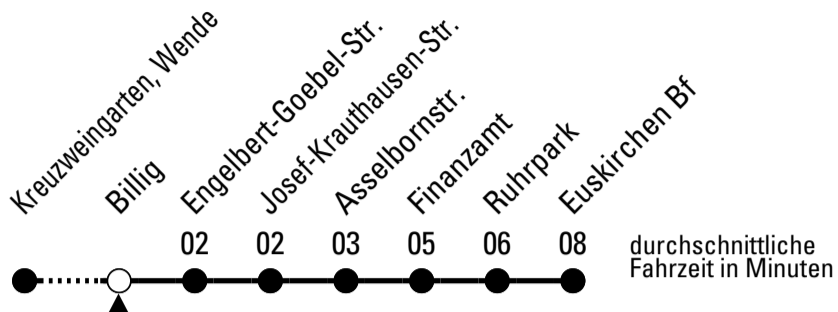 Kreuzweingarten, Wende
Billig
Engelbert-Goebel-Str.
Josef-Krauthausen-Str.
Asselbornstr.
Finanzamt
Ruhrpark
Euskirchen Bf
02 02 03 05 06 08
durchschnittliche
Fahrzeit in Minuten